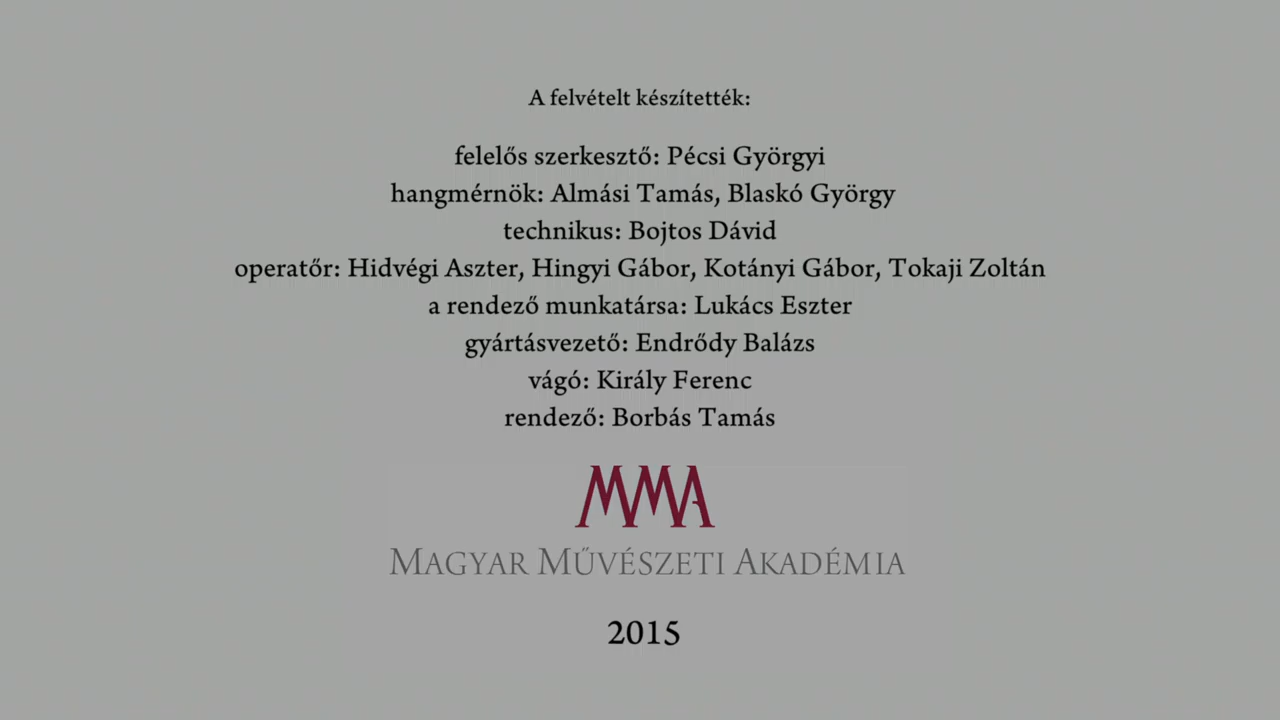 A felvételt készítették:
felelős szerkesztő: Pécsi Györgyi
hangmérnök: Almási Tamás, Blaskó György
technikus: Bojtos Dávid
operatőr: Hidvégi Aszter, Hingyi Gábor, Kotányi Gábor, Tokaji Zoltán
a rendező munkatársa: Lukács Eszter
gyártásvezető: Endrődy Balázs
vágó: Király Ferenc
rendező: Borbás Tamás
MMA
MAGYAR MŰVÉSZETI AKADÉMIA
2015